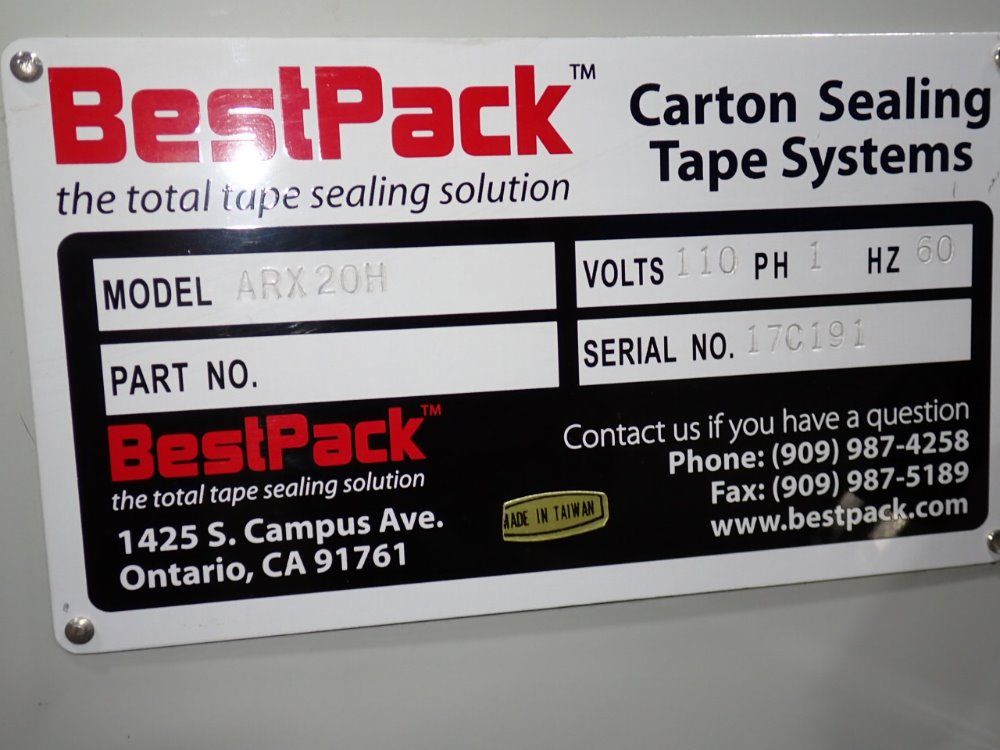 BestPack™
the total tape sealing solution
Carton Sealing
Tape Systems
MODEL ARX20H
VOLTS 110 PH 1 HZ 60
PART NO.
SERIAL NO. 17C191
BestPack™
the total tape sealing solution
1425 S. Campus Ave.
Ontario, CA 91761
MADE IN TAIWAN
Contact us if you have a question
Phone: (909) 987-4258
Fax: (909) 987-5189
www.bestpack.com